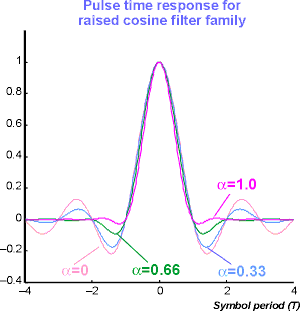 Pulse time response for
raised cosine filter family
1
0.8
0.6
0.4
0.2
0
−0.2
−0.4
α=1.0
α=0
α=0.66
α=0.33
−4
−2
0
2
4
Symbol period (T)